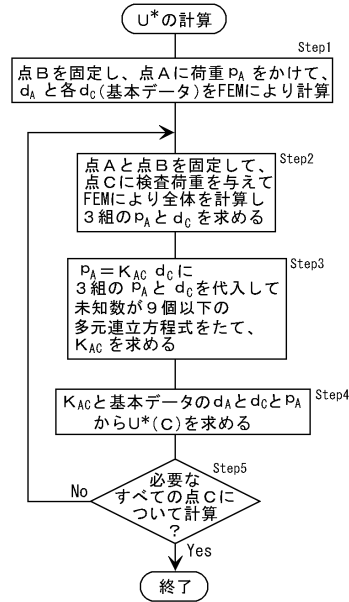 U*の計算
Step1
点Bを固定し、点Aに荷重pAをかけて、
dAと各dC(基本データ)をFEMにより計算
Step2
点Aと点Bを固定して、
点Cに検査荷重を与えて
FEMにより全体を計算し
3組のpAとdCを求める
Step3
pA=KAC dCに
3組の pAとdCを代入して
未知数が9個以下の
多元連立方程式をたて、
KACを求める
Step4
KACと基本データのdAとdCとpA
からU*(C)を求める
Step5
必要な
すべての点Cに
ついて計算
?
No
Yes
終了